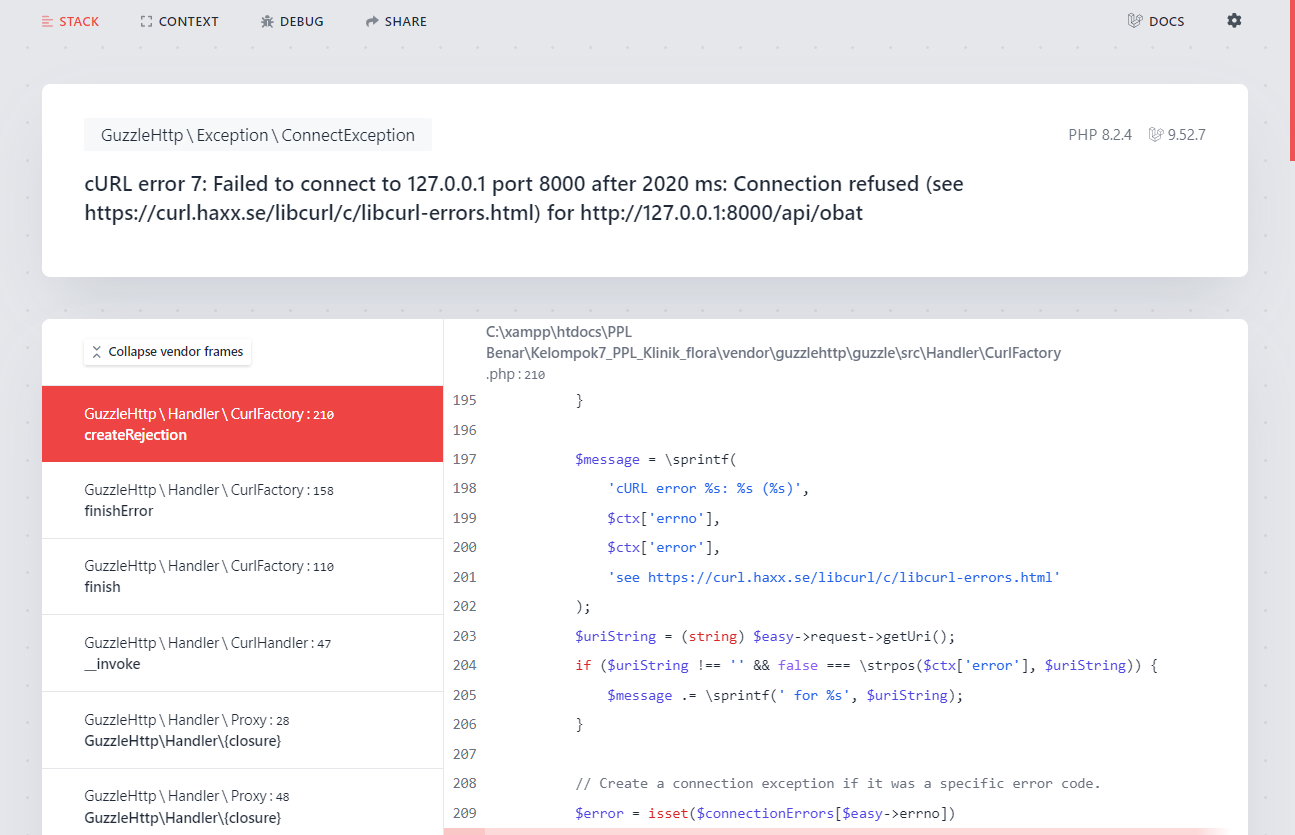 STACK CONTEXT DEBUG SHARE DOCS
GuzzleHttp \ Exception \ ConnectException
PHP 8.2.4 9.52.7
cURL error 7: Failed to connect to 127.0.0.1 port 8000 after 2020 ms: Connection refused (see
https://curl.haxx.se/libcurl/c/libcurl-errors.html) for http://127.0.0.1:8000/api/obat
Collapse vendor frames
GuzzleHttp \ Handler \ CurlFactory : 210
createRejection
GuzzleHttp \ Handler \ CurlFactory : 158
finishError
GuzzleHttp \ Handler \ CurlFactory : 110
finish
GuzzleHttp \ Handler \ CurlHandler : 47
__invoke
GuzzleHttp \ Handler \ Proxy : 28
GuzzleHttp\Handler\{closure}
GuzzleHttp \ Handler \ Proxy : 48
GuzzleHttp\Handler\{closure}
C:\xampp\htdocs\PPL
Benar\Kelompok7_PPL_Klinik_flora\vendor\guzzlehttp\guzzle\src\Handler\CurlFactory
.php : 210
195 }
196
197 $message = \sprintf(
198 'cURL error %s: %s (%s)',
199 $ctx['errno'],
200 $ctx['error'],
201 'see https://curl.haxx.se/libcurl/c/libcurl-errors.html'
202 );
203 $uriString = (string) $easy->request->getUri();
204 if ($uriString !== '' && false === \strpos($ctx['error'], $uriString)) {
205 $message .= \sprintf(' for %s', $uriString);
206 }
207
208 // Create a connection exception if it was a specific error code.
209 $error = isset($connectionErrors[$easy->errno])